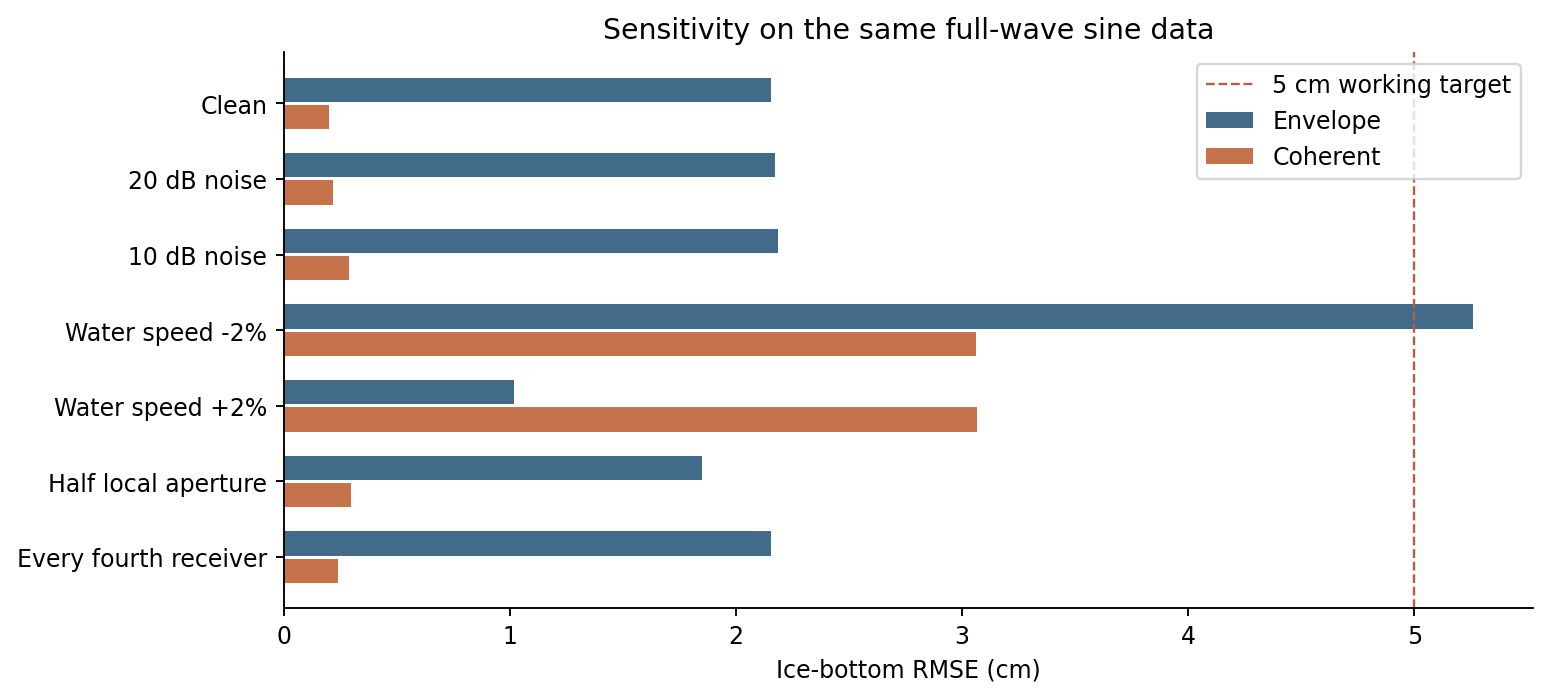 Sensitivity on the same full-wave sine data
5 cm working target
Envelope
Coherent
Clean
20 dB noise
10 dB noise
Water speed -2%
Water speed +2%
Half local aperture
Every fourth receiver
0 1 2 3 4 5
Ice-bottom RMSE (cm)